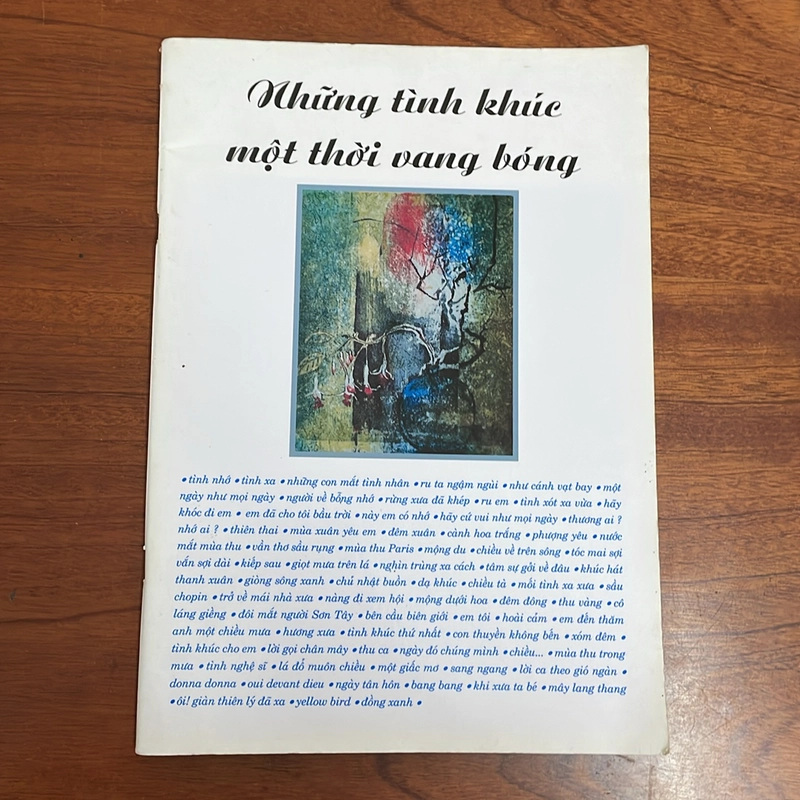 Những tình khúc
một thời vang bóng
• tình nhớ • tình xa • những con mắt tình nhân • ru ta ngậm ngùi • như cánh vạt bay • một
ngày như mọi ngày • người về bỗng nhớ • rừng xưa đã khép • ru em • tình xót xa vừa • hãy
khóc đi em • em đã cho tôi bầu trời • này em có nhớ • hãy cứ vui như mọi ngày • thương ai ?
nhớ ai ? • thiên thai • mùa xuân yêu em • đêm xuân • cành hoa trắng • phượng yêu • nước
mắt mùa thu • vần thơ sầu rụng • mùa thu Paris • mộng du • chiều về trên sông • tóc mai sợi
vắn sợi dài • kiếp sau • giọt mưa trên lá • nghìn trùng xa cách • tâm sự gởi về đâu • khúc hát
thanh xuân • giòng sông xanh • chủ nhật buồn • dạ khúc • chiều tà • mối tình xa xưa • sầu
chopin • trở về mái nhà xưa • nàng đi xem hội • mộng dưới hoa • đêm đông • thu vàng • cô
láng giềng • đôi mắt người Sơn Tây • bên cầu biên giới • em tôi • hoài cảm • em đến thăm
anh một chiều mưa • hương xưa • tình khúc thứ nhất • con thuyền không bến • xóm đêm •
tình khúc cho em • lời gọi chân mây • thu ca • ngày đó chúng mình • chiều... • mùa thu trong
mưa • tình nghệ sĩ • lá đổ muôn chiều • một giấc mơ • sang ngang • lời ca theo gió ngàn •
donna donna • oui devant dieu • ngày tân hôn • bang bang • khi xưa ta bé • mây lang thang
• ôi! giàn thiên lý đã xa • yellow bird • đồng xanh •